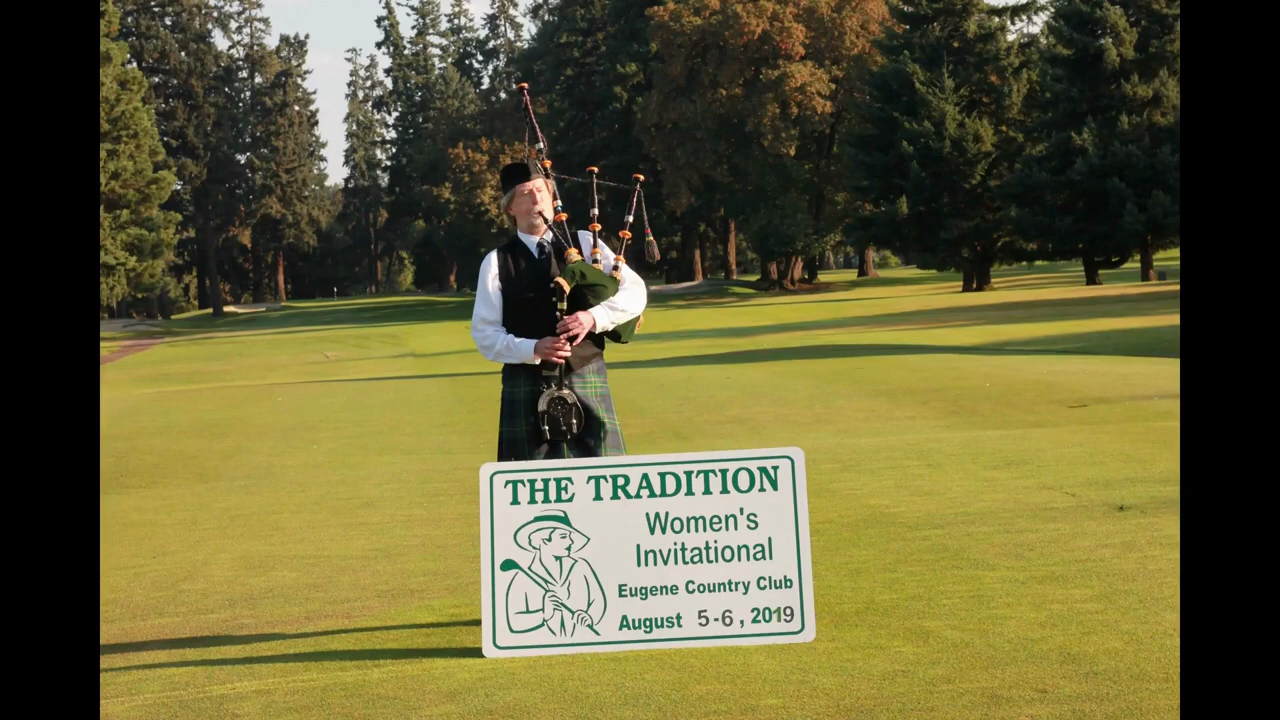 THE TRADITION
Women's
Invitational
Eugene Country Club
August 5-6, 2019